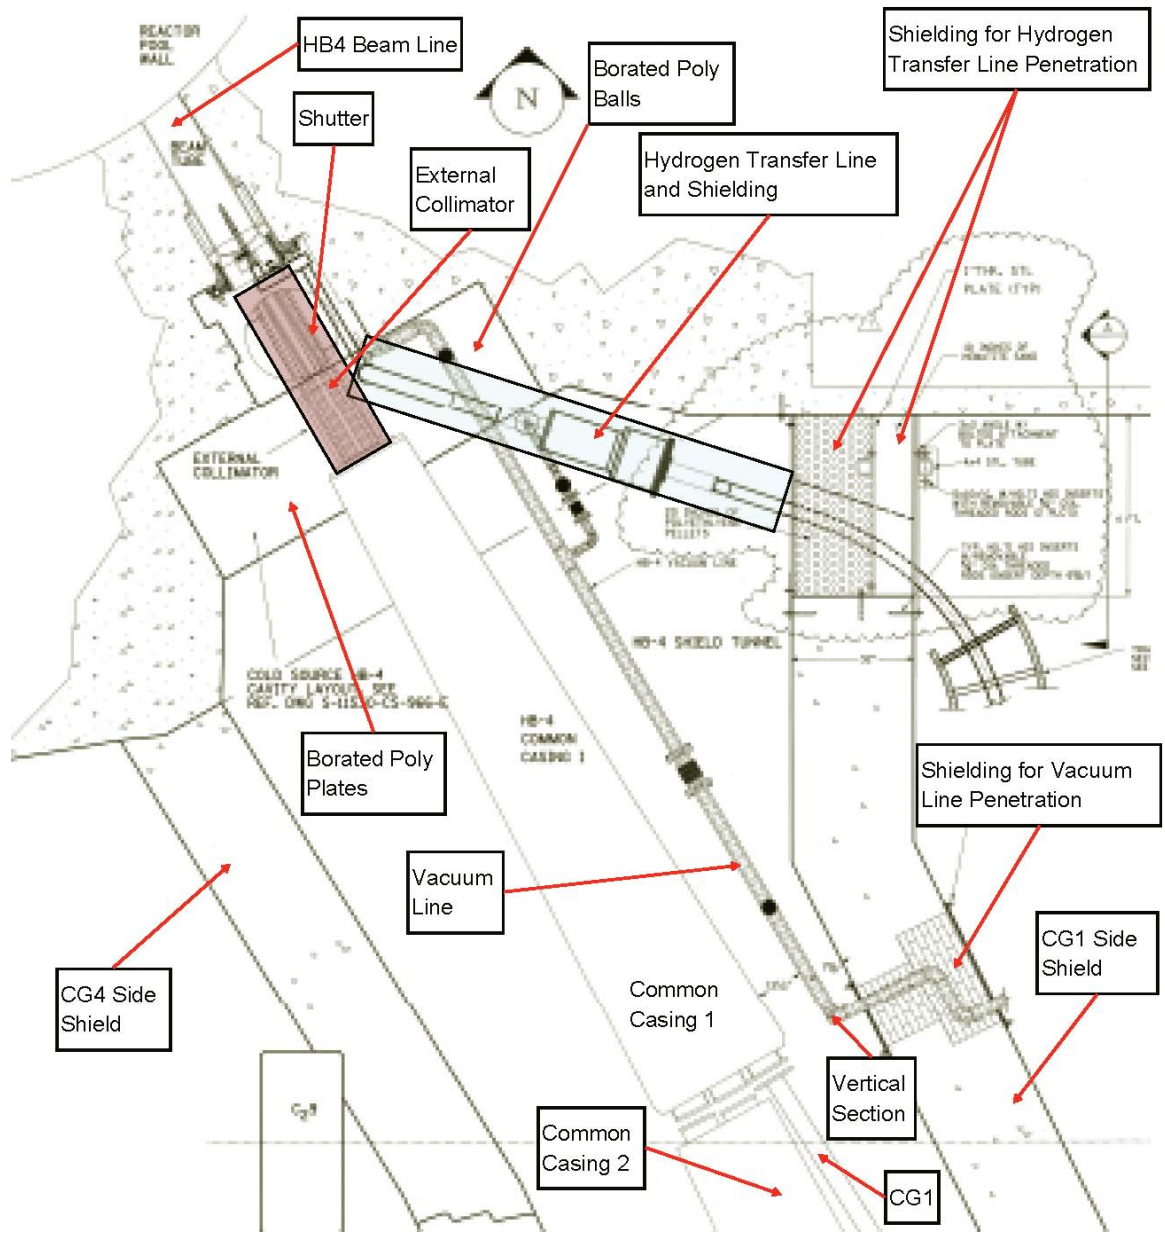 REACTOR
POOL
WALL
HB4 Beam Line
Shutter
BEAM
TUBE
External
Collimator
N
Borated Poly
Balls
Hydrogen Transfer Line
and Shielding
Shielding for Hydrogen
Transfer Line Penetration
PLATE (TYP)
EXTERNAL
COLLIMATOR
PELLETS
HB-4 VACUUM LINE
HB-4 SHIELD TUNNEL
COLD SOURCE HB-4
CAVITY LAYOUT SEE
HB-4
COMMON
CASING 1
Borated Poly
Plates
Shielding for Vacuum
Line Penetration
Vacuum
Line
CG4 Side
Shield
CG1 Side
Shield
Common
Casing 1
Vertical
Section
Common
Casing 2
CG1